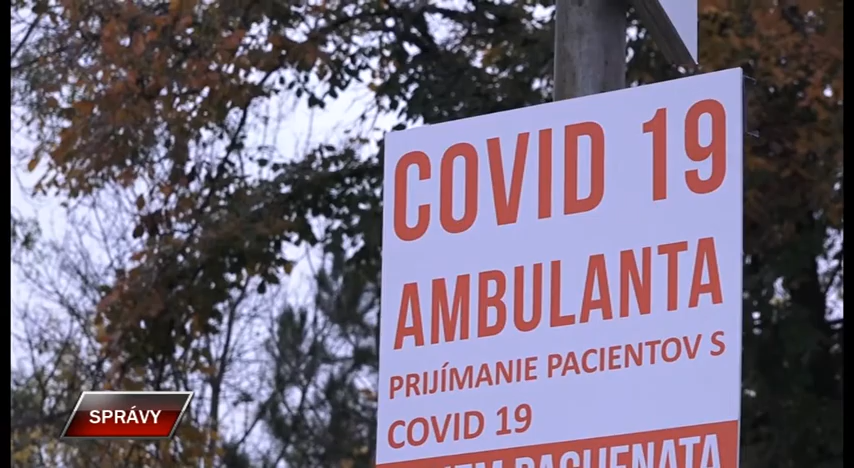 COVID 19
AMBULANTA
PRIJÍMANIE PACIENTOV S
COVID 19
SPRÁVY